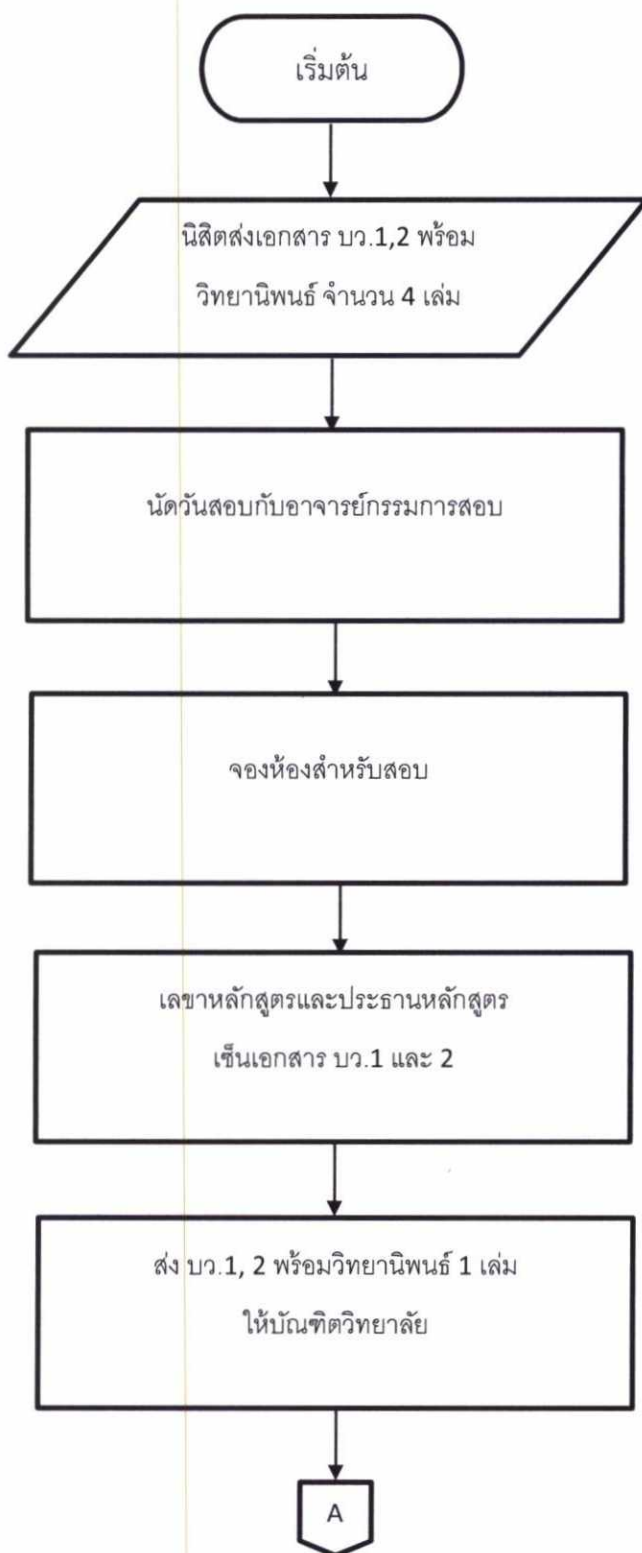 เริ่มต้น
นิสิตส่งเอกสาร บว.1,2 พร้อม
วิทยานิพนธ์ จำนวน 4 เล่ม
นัดวันสอบกับอาจารย์กรรมการสอบ
จองห้องสำหรับสอบ
เลขาหลักสูตรและประธานหลักสูตร
เซ็นเอกสาร บว.1 และ 2
ส่ง บว.1, 2 พร้อมวิทยานิพนธ์ 1 เล่ม
ให้บัณฑิตวิทยาลัย
A